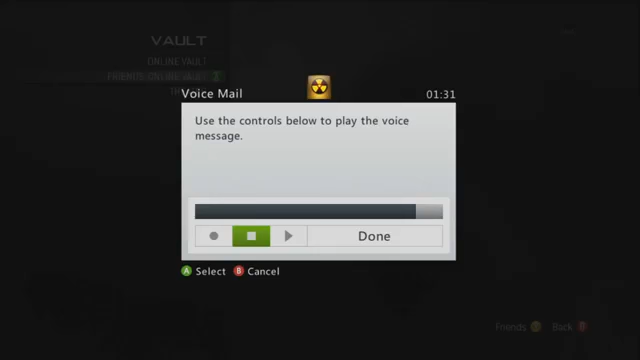 VAULT
ONLINE VAULT
FRIENDS ONLINE VAULT
Voice Mail
01:31
Use the controls below to play the voice
message.
Done
A Select B Cancel
Friends
Back B